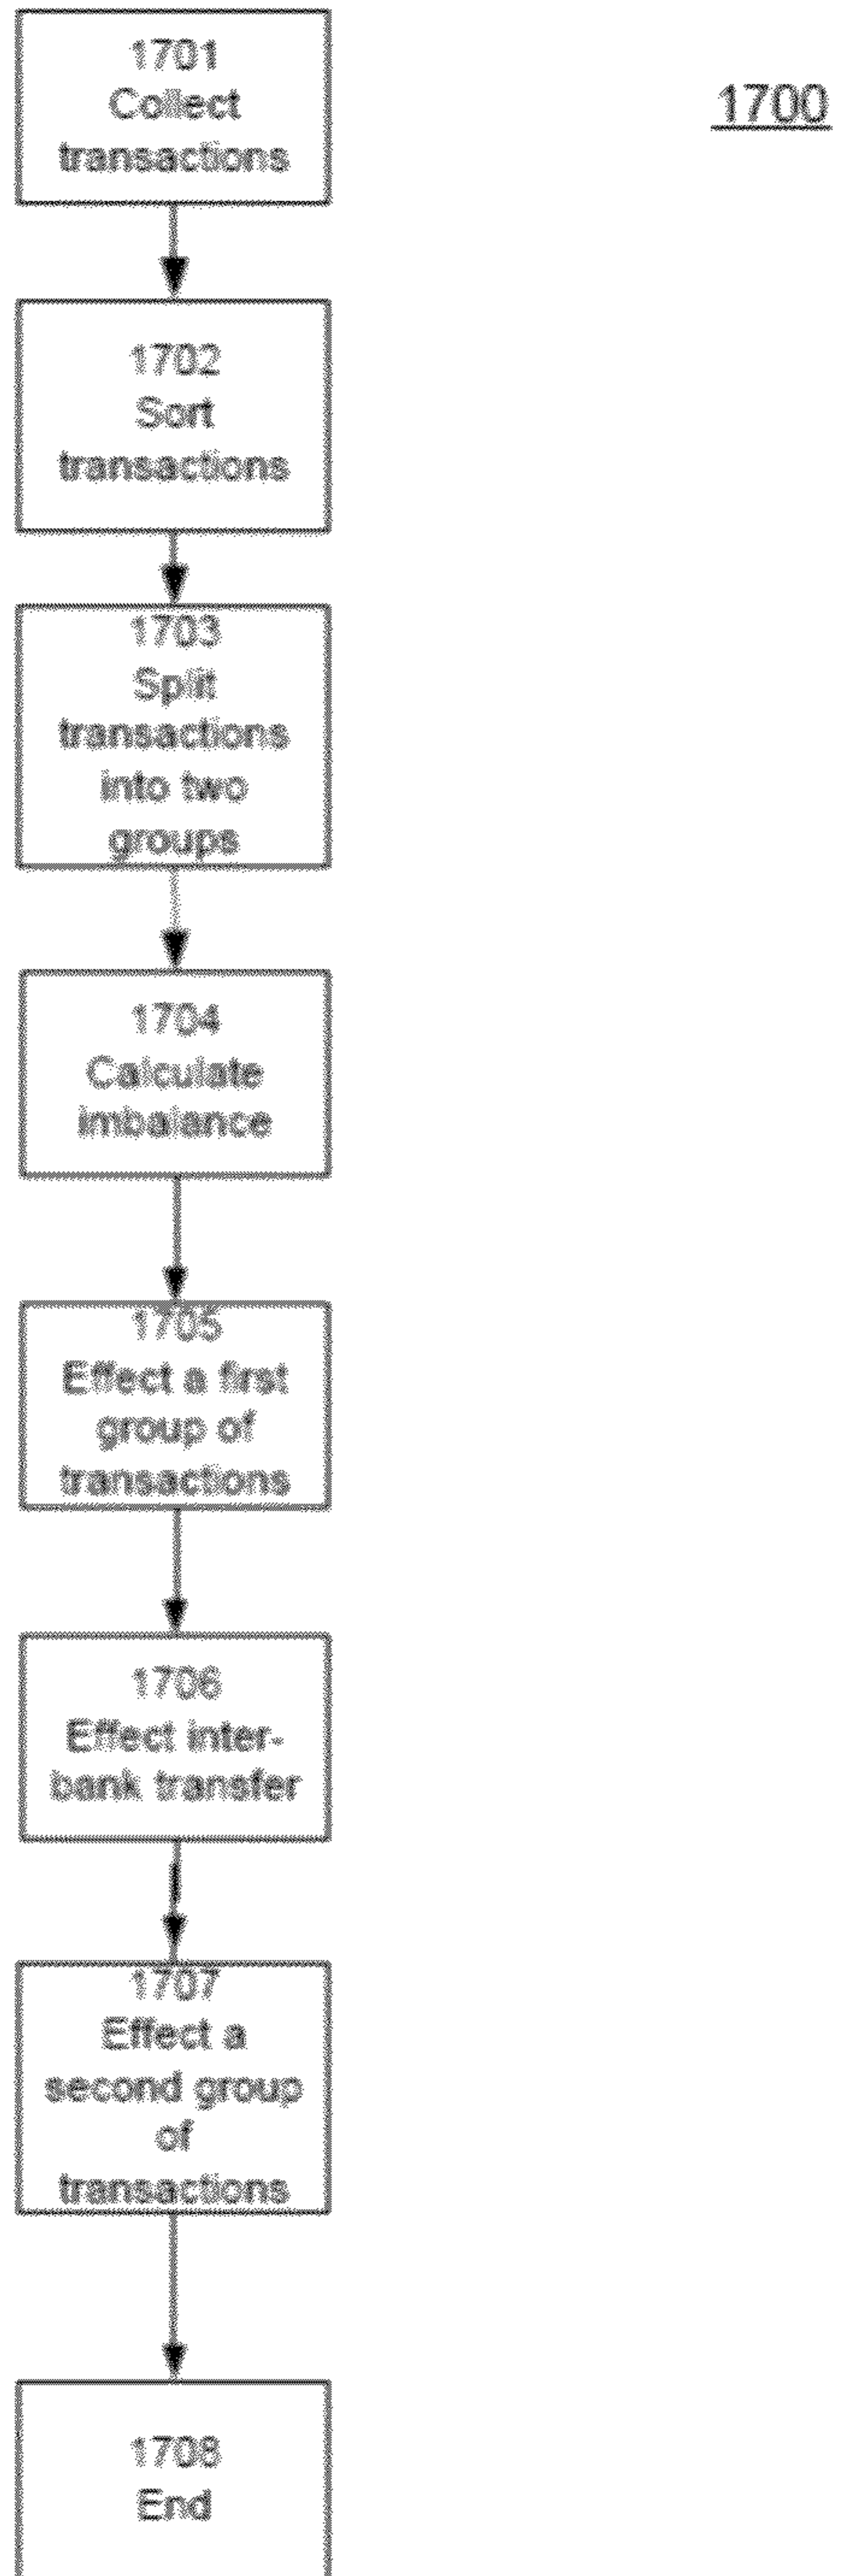 1701
Collect
transactions
1700
1702
Sort
transactions
1703
Split
transactions
into two
groups
1704
Calculate
imbalance
1705
Effect a first
group of
transactions
1706
Effect inter-
bank transfer
1707
Effect a
second group
of
transactions
1708
End